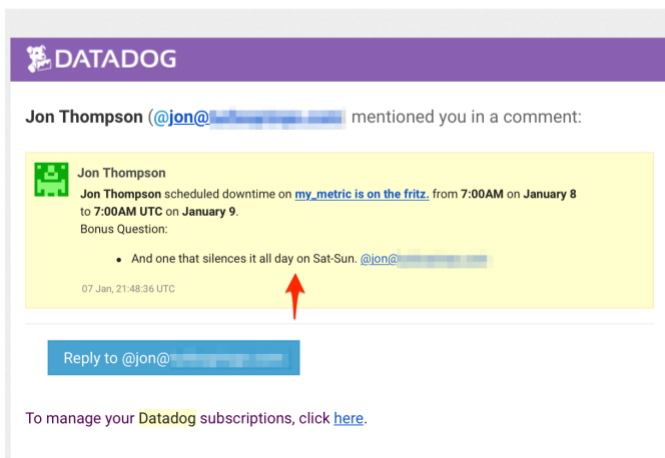 DATADOG
Jon Thompson (@jon@ mentioned you in a comment:
Jon Thompson
Jon Thompson scheduled downtime on my_metric is on the fritz. from 7:00AM on January 8
to 7:00AM UTC on January 9.
Bonus Question:
• And one that silences it all day on Sat-Sun. @jon@
07 Jan, 21:48:36 UTC
Reply to @jon@
To manage your Datadog subscriptions, click here.